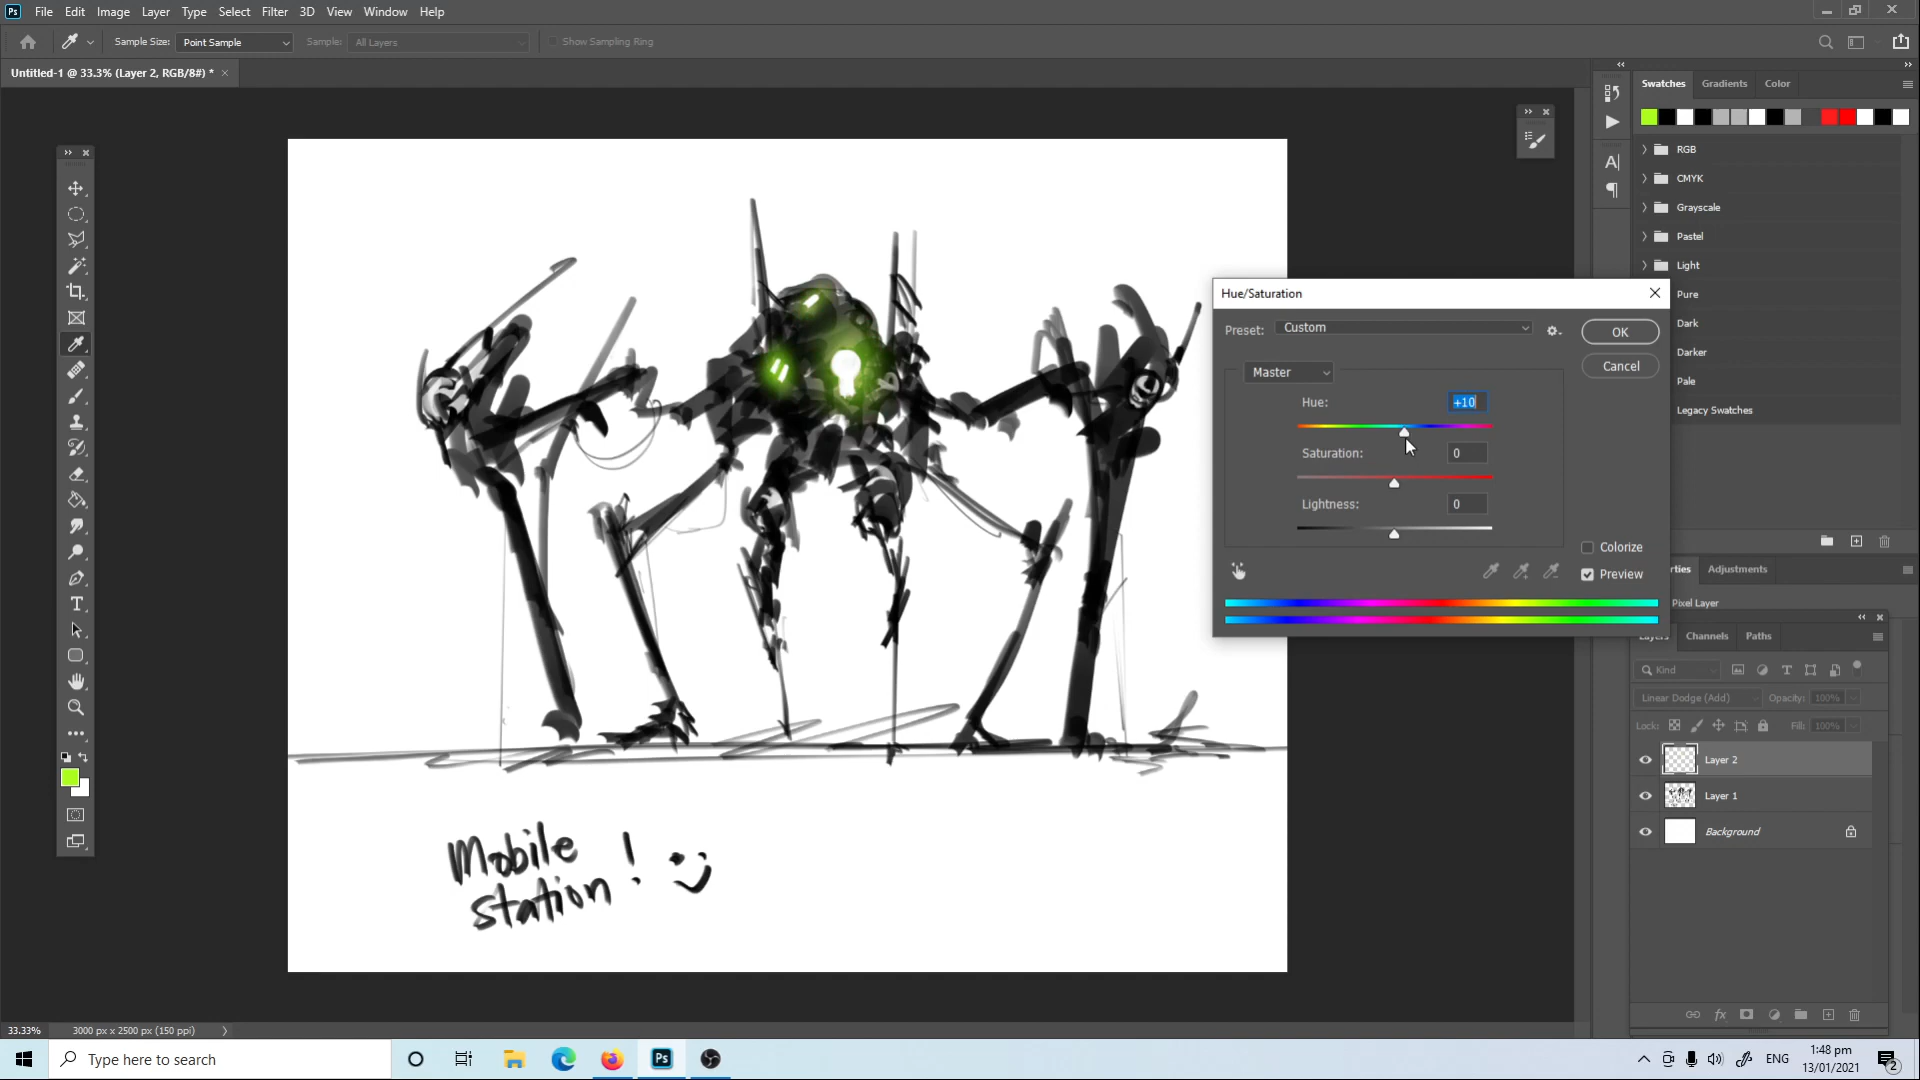 Ps File Edit Image Layer Type Select Filter 3D View Window Help
Sample Size: Point Sample Sample: All Layers Show Sampling Ring
Untitled-1 @ 33.3% (Layer 2, RGB/8#) * ×
Swatches Gradients Color
RGB
CMYK
Grayscale
Pastel
Light
Pure
Dark
Darker
Pale
Legacy Swatches
Hue/Saturation
Preset: Custom OK
Cancel
Master
Hue: +10
Saturation: 0
Lightness: 0
Colorize
Preview
rties Adjustments
Pixel Layer
Layers Channels Paths
Kind
Linear Dodge (Add) Opacity: 100%
Lock: Fill: 100%
Layer 2
Layer 1
Background
Mobile
station! :)
33.33% 3000 px x 2500 px (150 ppi)
Type here to search
Ps
ENG
1:48 pm
13/01/2021
2